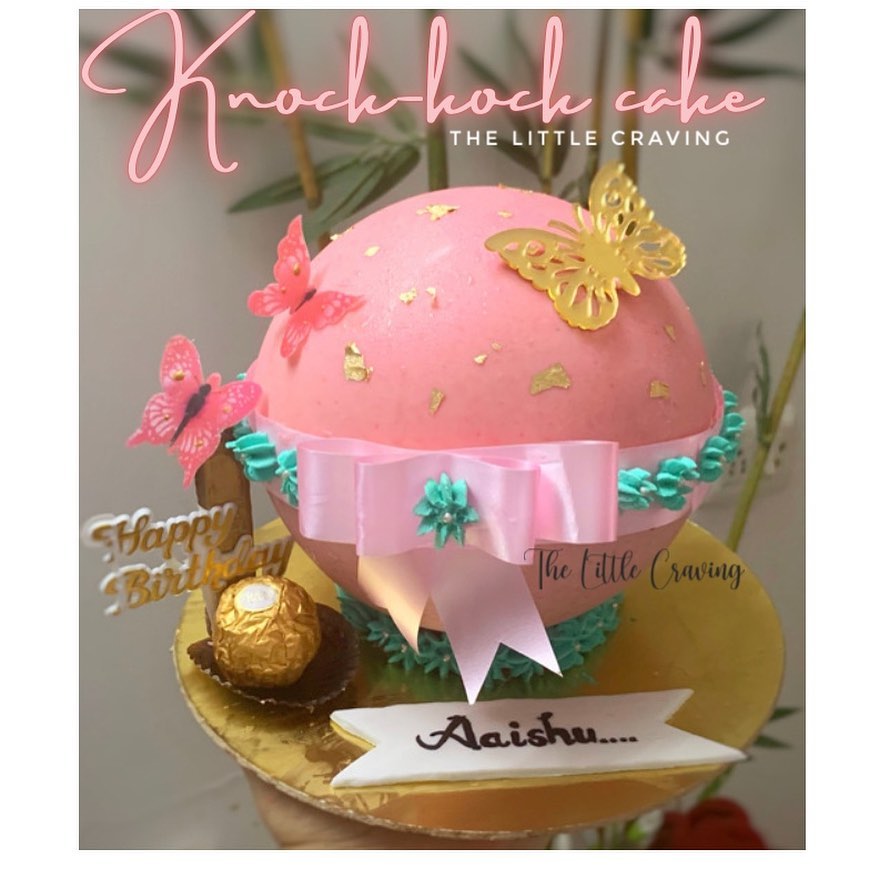 Knock-kock cake
THE LITTLE CRAVING
Happy
Birthday
The Little Craving
Aaishu....